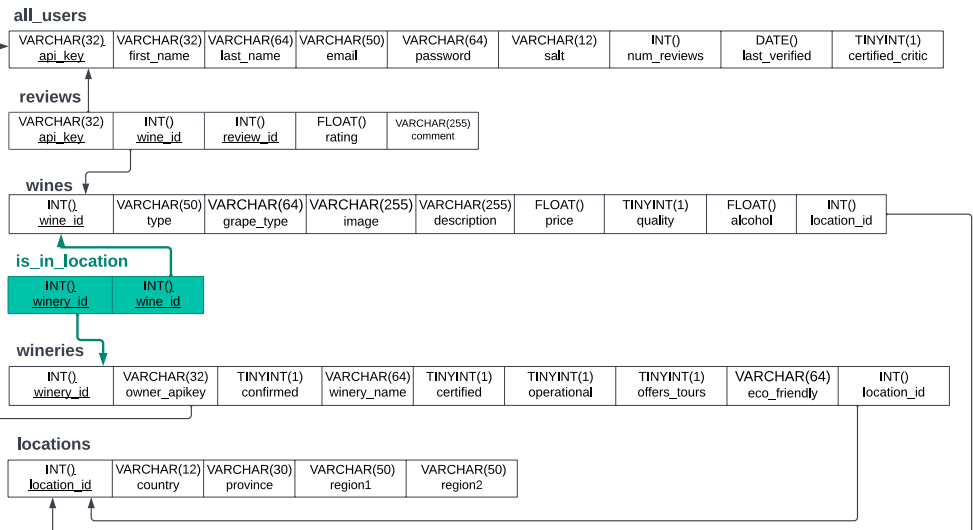 all_users
VARCHAR(32) VARCHAR(32) VARCHAR(64) VARCHAR(50) VARCHAR(64) VARCHAR(12) INT() DATE() TINYINT(1)
api_key first_name last_name email password salt num_reviews last_verified certified_critic
reviews
VARCHAR(32) INT() INT() FLOAT() VARCHAR(255)
api_key wine_id review_id rating comment
wines
INT() VARCHAR(50) VARCHAR(64) VARCHAR(255) VARCHAR(255) FLOAT() TINYINT(1) FLOAT() INT()
wine_id type grape_type image description price quality alcohol location_id
is_in_location
INT() INT()
winery_id wine_id
wineries
INT() VARCHAR(32) TINYINT(1) VARCHAR(64) TINYINT(1) TINYINT(1) TINYINT(1) VARCHAR(64) INT()
winery_id owner_apikey confirmed winery_name certified operational offers_tours eco_friendly location_id
locations
INT() VARCHAR(12) VARCHAR(30) VARCHAR(50) VARCHAR(50)
location_id country province region1 region2